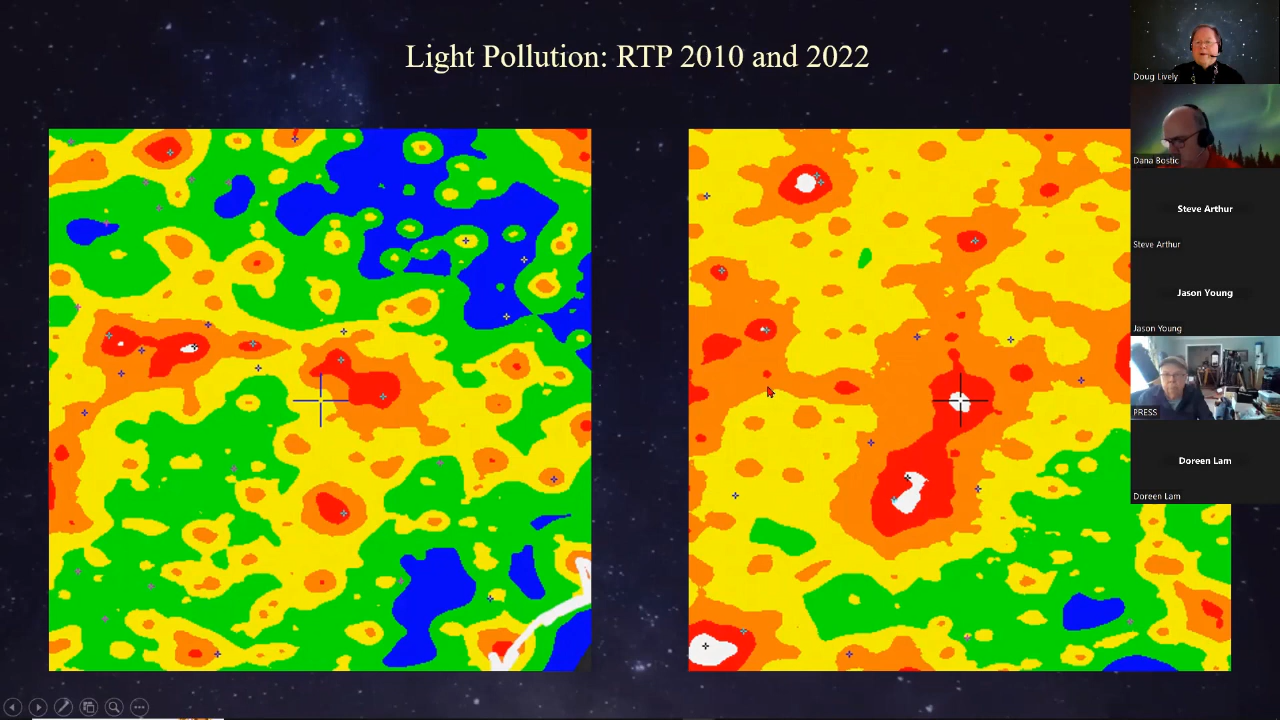 Light Pollution: RTP 2010 and 2022
Doug Lively
Dana Bostic
Steve Arthur
Steve Arthur
Jason Young
Jason Young
PRESS
Doreen Lam
Doreen Lam